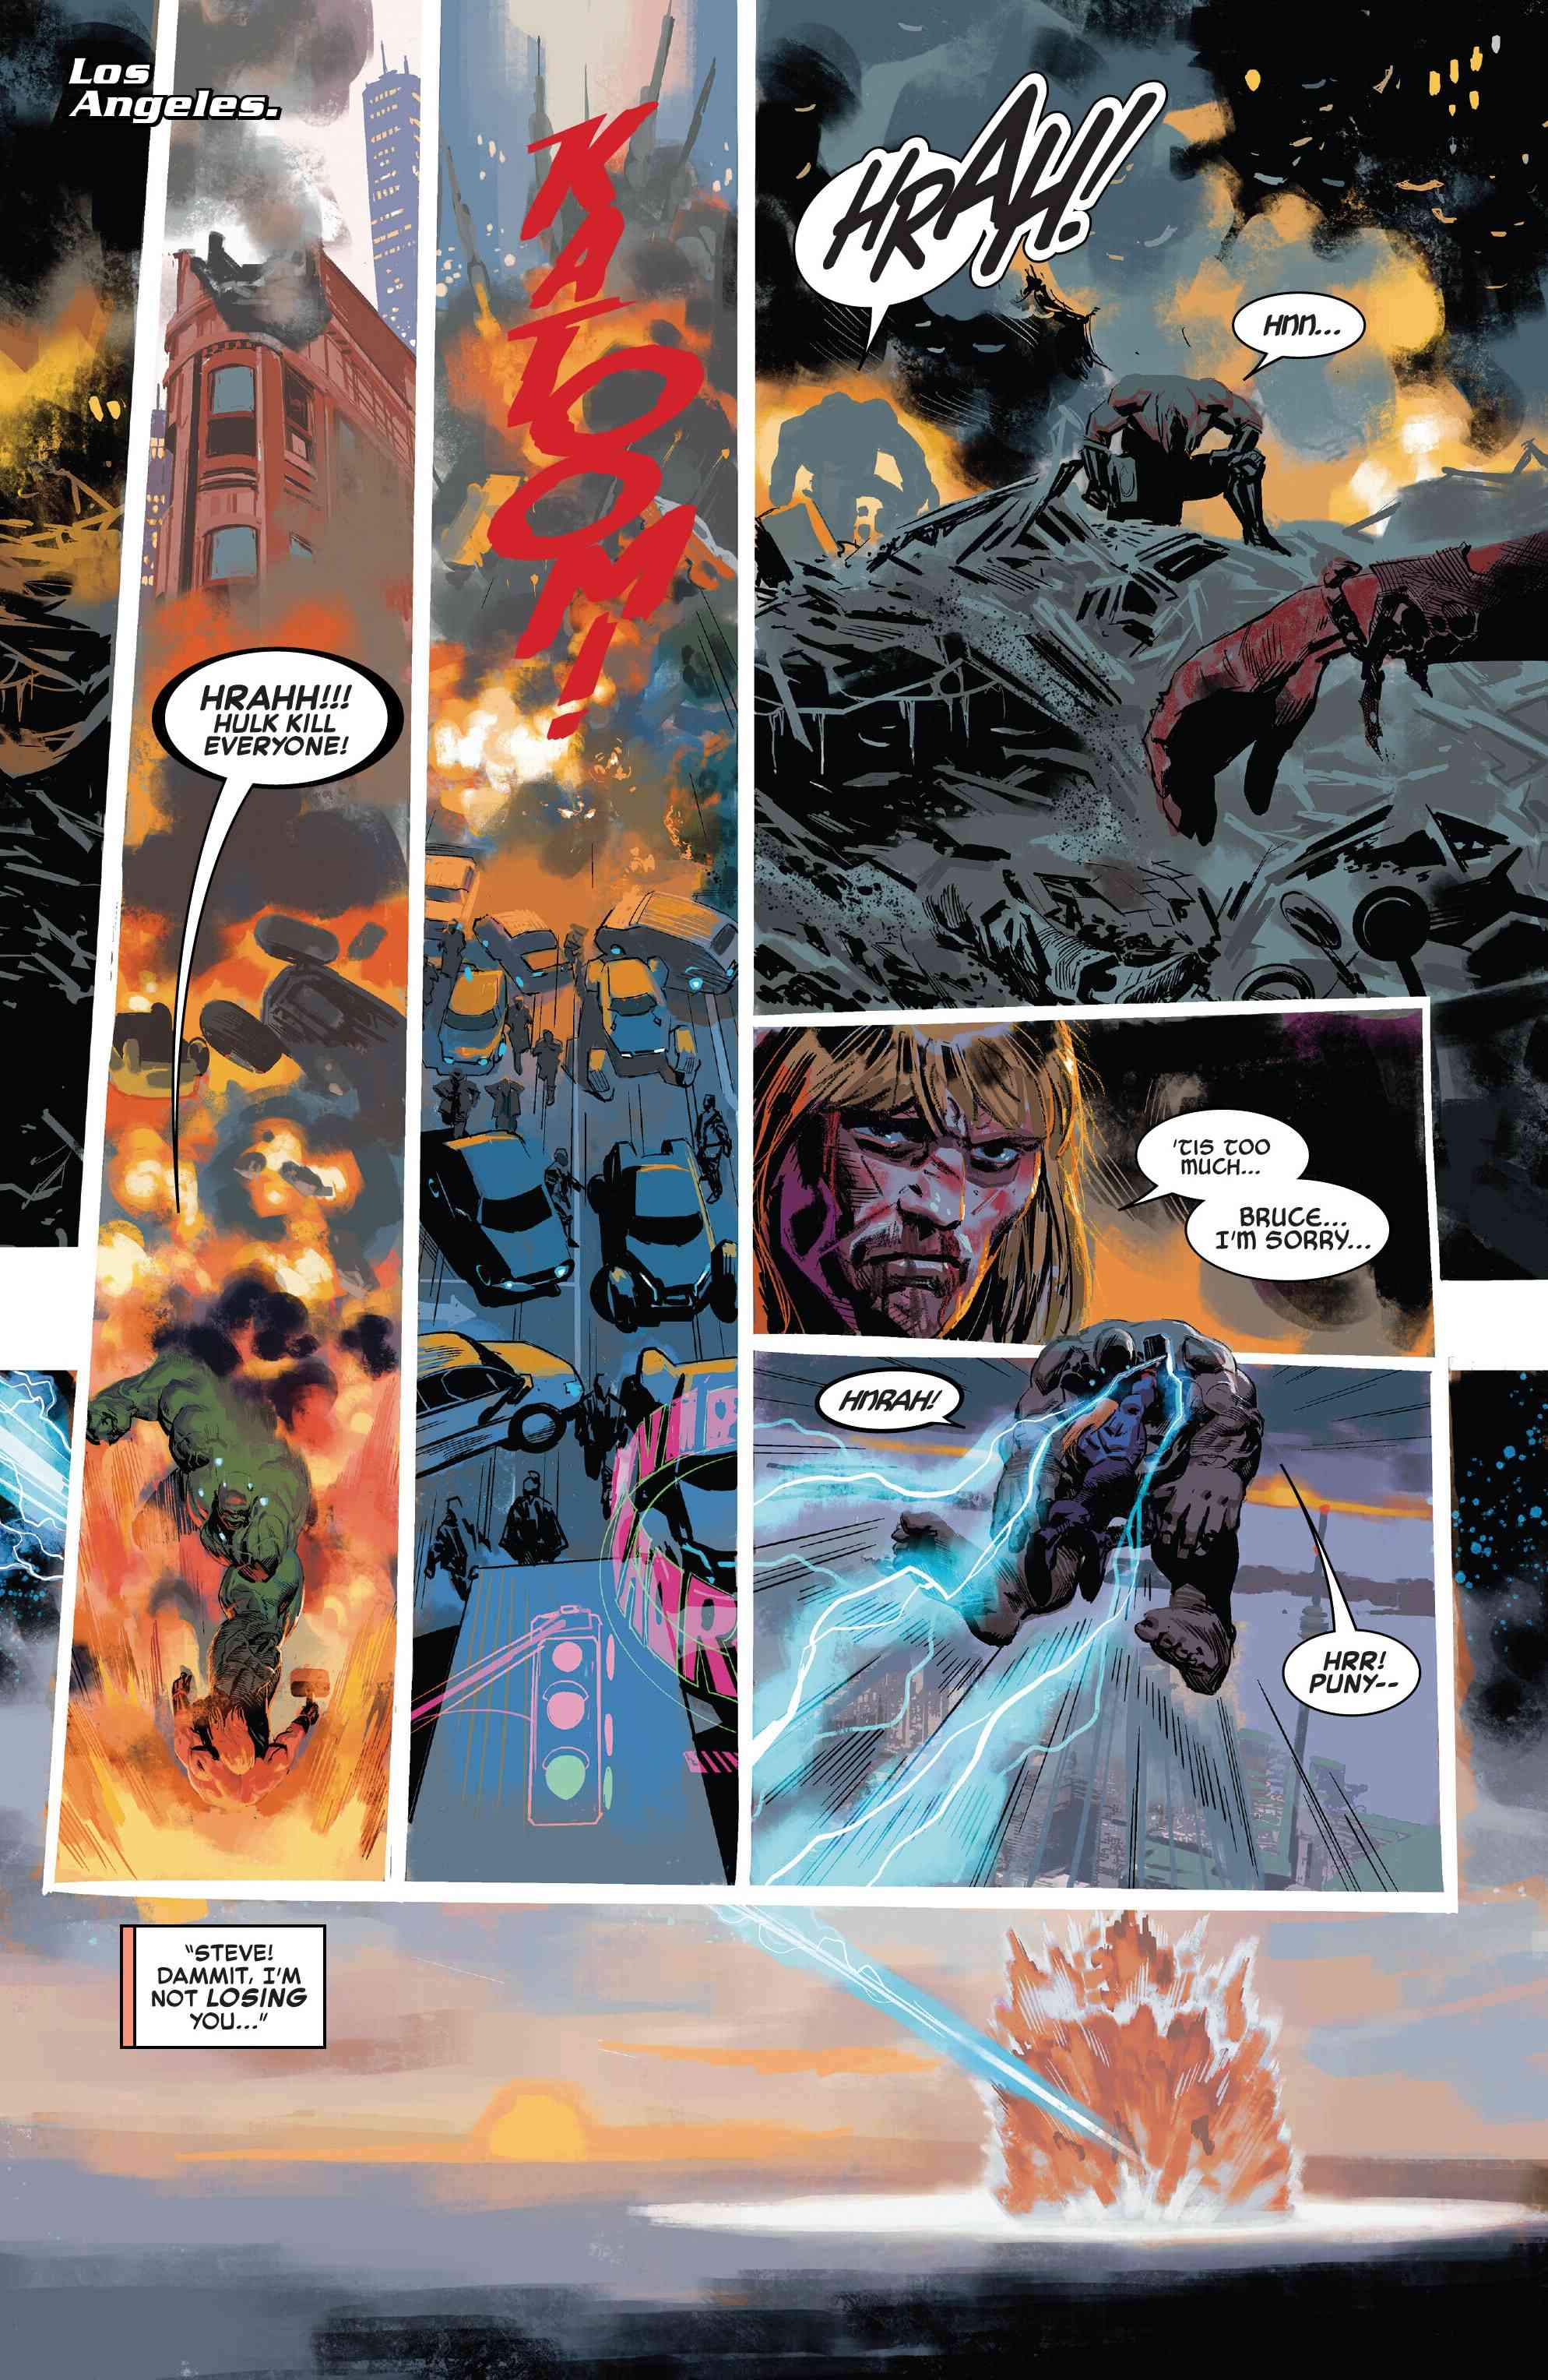 Los
Angeles.
HRAHH!!!
HULK KILL
EVERYONE!
KATOOM!
HRAH!
HNN...
'TIS TOO
MUCH...
BRUCE...
I'M SORRY...
HNRAH!
HRR!
PUNY--
"STEVE!
DAMMIT, I'M
NOT LOSING
YOU..."